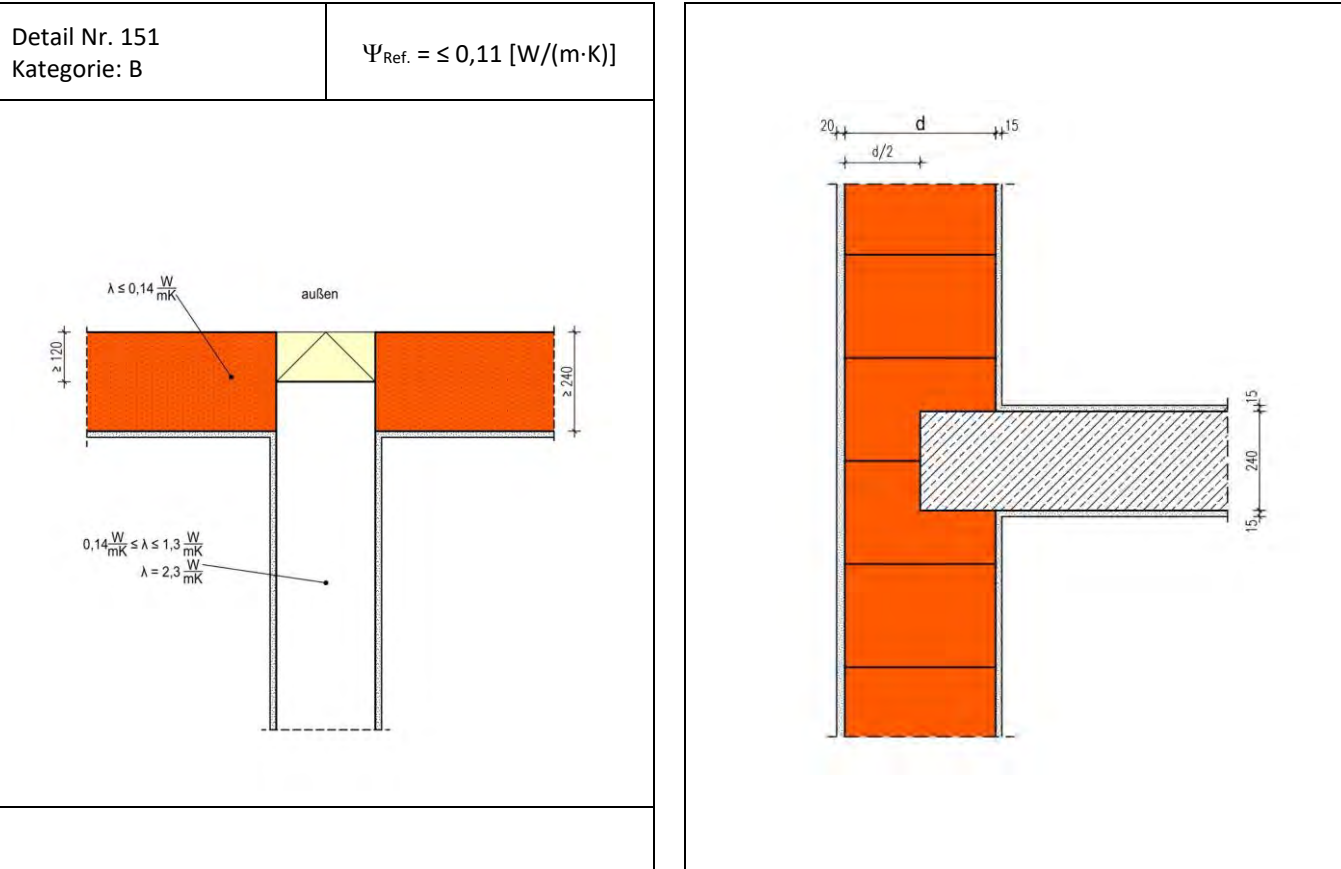 Detail Nr. 151
Kategorie: B
ΨRef. = ≤ 0,11 [W/(m·K)]
λ ≤ 0,14 W/mK
außen
≥ 120
≥ 240
0,14 W/mK ≤ λ ≤ 1,3 W/mK
λ = 2,3 W/mK
20
d
15
d/2
15
240
15